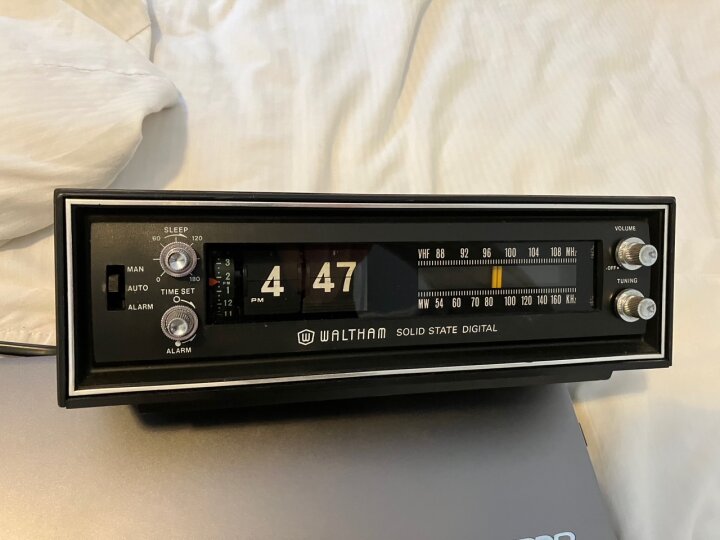 SLEEP
60 120
0 180
MAN
AUTO
ALARM
TIME SET
ALARM
3
2
PM
1
12
11
4
PM
47
VHF 88 92 96 100 104 108 MHz
MW 54 60 70 80 100 120 140 160 KHz
WALTHAM SOLID STATE DIGITAL
VOLUME
OFF
TUNING